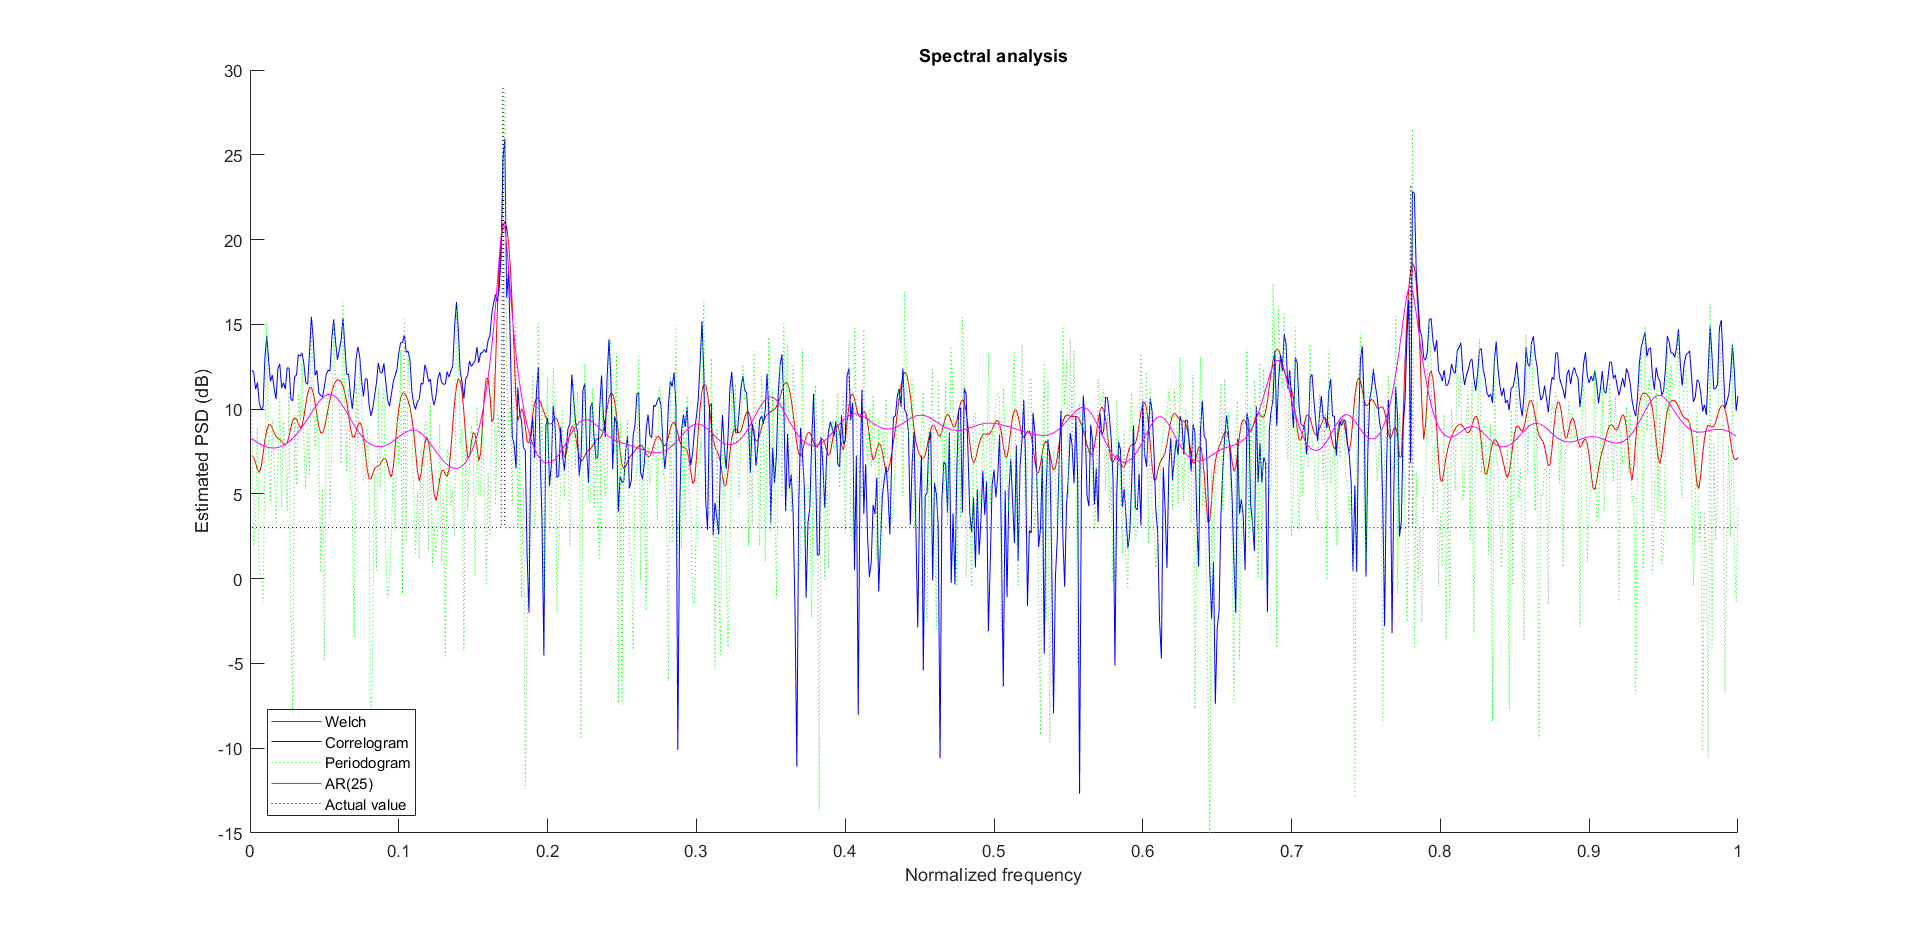 Spectral analysis
30
25
20
15
10
5
0
-5
-10
-15
Estimated PSD (dB)
Welch
Correlogram
Periodogram
AR(25)
Actual value
0 0.1 0.2 0.3 0.4 0.5 0.6 0.7 0.8 0.9 1
Normalized frequency